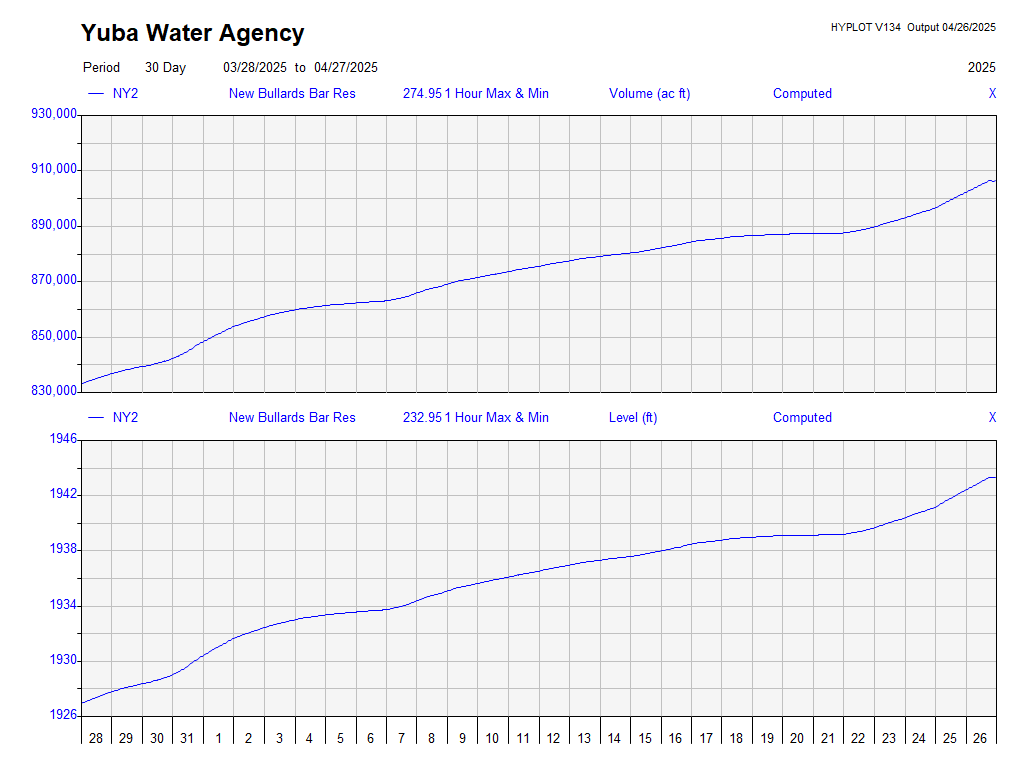 Yuba Water Agency
HYPLOT V134 Output 04/26/2025
Period 30 Day 03/28/2025 to 04/27/2025 2025
NY2 New Bullards Bar Res 274.95 1 Hour Max & Min Volume (ac ft) Computed X
930,000
910,000
890,000
870,000
850,000
830,000
NY2 New Bullards Bar Res 232.95 1 Hour Max & Min Level (ft) Computed X
1946
1942
1938
1934
1930
1926
28 29 30 31 1 2 3 4 5 6 7 8 9 10 11 12 13 14 15 16 17 18 19 20 21 22 23 24 25 26